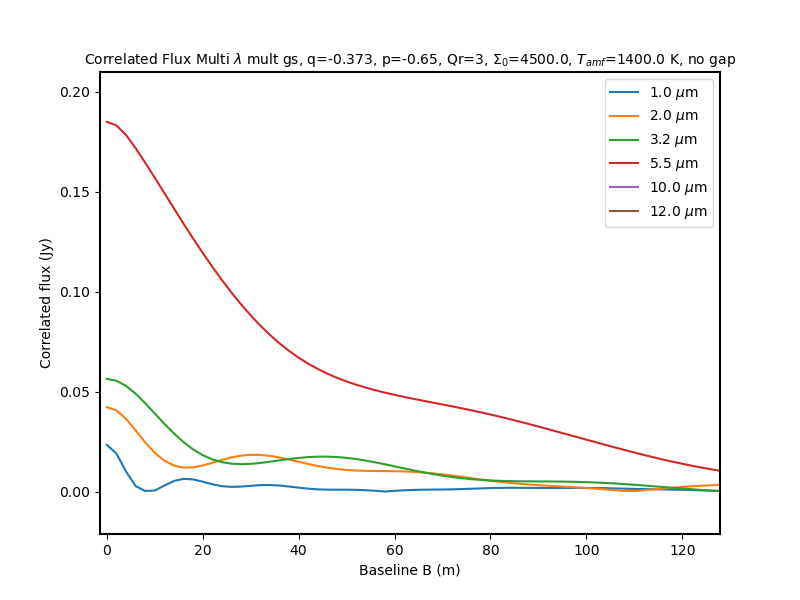 Correlated Flux Multi λ mult gs, q=-0.373, p=-0.65, Qr=3, Σ₀=4500.0, T_amf=1400.0 K, no gap
0.20
0.15
0.10
0.05
0.00
Correlated flux (Jy)
1.0 μm
2.0 μm
3.2 μm
5.5 μm
10.0 μm
12.0 μm
0 20 40 60 80 100 120
Baseline B (m)